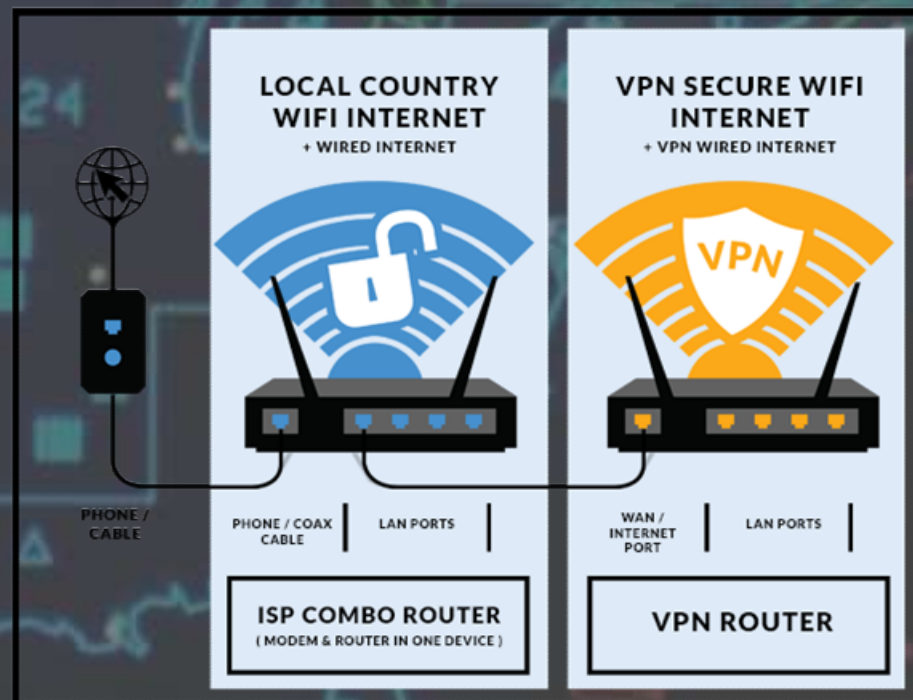 24
LOCAL COUNTRY
WIFI INTERNET
+ WIRED INTERNET
VPN SECURE WIFI
INTERNET
+ VPN WIRED INTERNET
VPN
PHONE /
CABLE
PHONE / COAX
CABLE
LAN PORTS
WAN /
INTERNET
PORT
LAN PORTS
ISP COMBO ROUTER
( MODEM & ROUTER IN ONE DEVICE )
VPN ROUTER